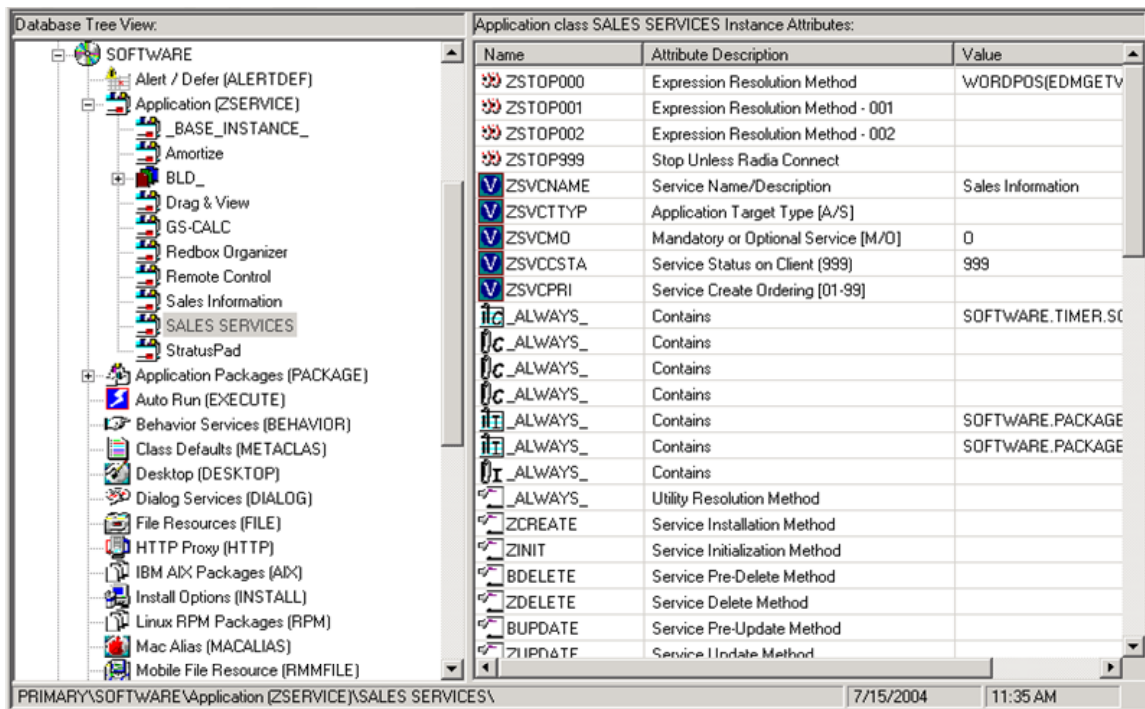 Database Tree View:
SOFTWARE
Alert / Defer (ALERTDEF)
Application (ZSERVICE)
_BASE_INSTANCE_
Amortize
BLD_
Drag & View
GS-CALC
Redbox Organizer
Remote Control
Sales Information
SALES SERVICES
StratusPad
Application Packages (PACKAGE)
Auto Run (EXECUTE)
Behavior Services (BEHAVIOR)
Class Defaults (METACLAS)
Desktop (DESKTOP)
Dialog Services (DIALOG)
File Resources (FILE)
HTTP Proxy (HTTP)
IBM AIX Packages (AIX)
Install Options (INSTALL)
Linux RPM Packages (RPM)
Mac Alias (MACALIAS)
Mobile File Resource (RMMFILE)
Application class SALES SERVICES Instance Attributes:
Name Attribute Description Value
ZSTOP000 Expression Resolution Method WORDPOS(EDMGETV
ZSTOP001 Expression Resolution Method - 001
ZSTOP002 Expression Resolution Method - 002
ZSTOP999 Stop Unless Radia Connect
V ZSVCNAME Service Name/Description Sales Information
V ZSVCTTYP Application Target Type [A/S]
V ZSVCMO Mandatory or Optional Service [M/O] O
V ZSVCCSTA Service Status on Client (999) 999
V ZSVCPRI Service Create Ordering [01-99]
C _ALWAYS_ Contains SOFTWARE.TIMER.SO
C _ALWAYS_ Contains
C _ALWAYS_ Contains
C _ALWAYS_ Contains
I _ALWAYS_ Contains SOFTWARE.PACKAGE
I _ALWAYS_ Contains SOFTWARE.PACKAGE
I _ALWAYS_ Contains
_ALWAYS_ Utility Resolution Method
ZCREATE Service Installation Method
ZINIT Service Initialization Method
BDELETE Service Pre-Delete Method
ZDELETE Service Delete Method
BUPDATE Service Pre-Update Method
ZUPDATE Service Update Method
PRIMARY\SOFTWARE\Application (ZSERVICE)\SALES SERVICES\ 7/15/2004 11:35 AM